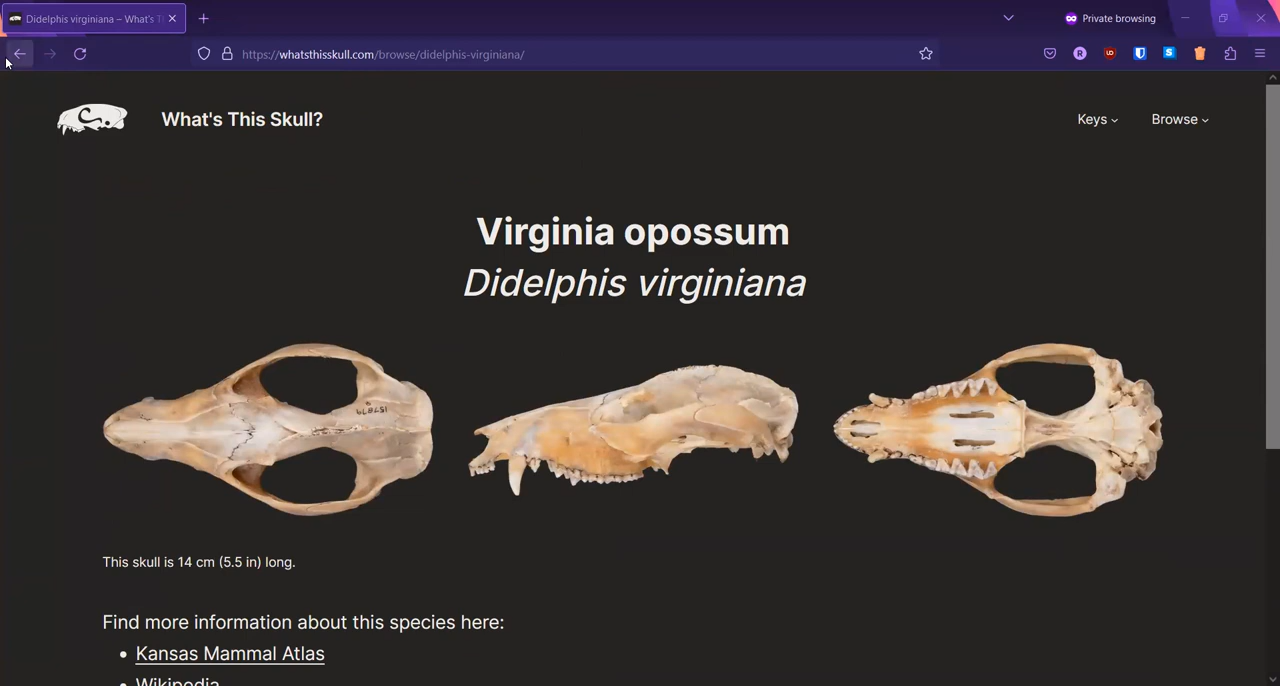 Didelphis virginiana – What's T
Private browsing
https://whatsthisskull.com/browse/didelphis-virginiana/
What's This Skull?
Keys
Browse
Virginia opossum
Didelphis virginiana
This skull is 14 cm (5.5 in) long.
Find more information about this species here:
• Kansas Mammal Atlas
• Wikipedia